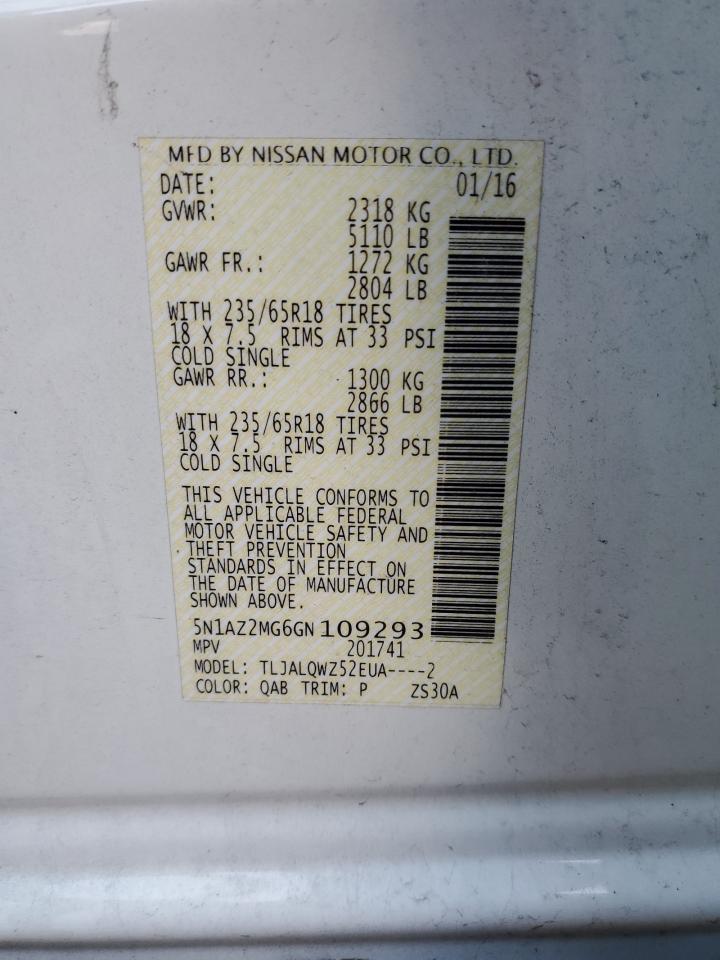 MFD BY NISSAN MOTOR CO., LTD.
DATE: 01/16
GVWR: 2318 KG
5110 LB
GAWR FR.: 1272 KG
2804 LB
WITH 235/65R18 TIRES
18 X 7.5 RIMS AT 33 PSI
COLD SINGLE
GAWR RR.: 1300 KG
2866 LB
WITH 235/65R18 TIRES
18 X 7.5 RIMS AT 33 PSI
COLD SINGLE
THIS VEHICLE CONFORMS TO
ALL APPLICABLE FEDERAL
MOTOR VEHICLE SAFETY AND
THEFT PREVENTION
STANDARDS IN EFFECT ON
THE DATE OF MANUFACTURE
SHOWN ABOVE.
5N1AZ2MG6GN109293
MPV 201741
MODEL: TLJALQWZ52EUA----2
COLOR: QAB TRIM: P ZS30A